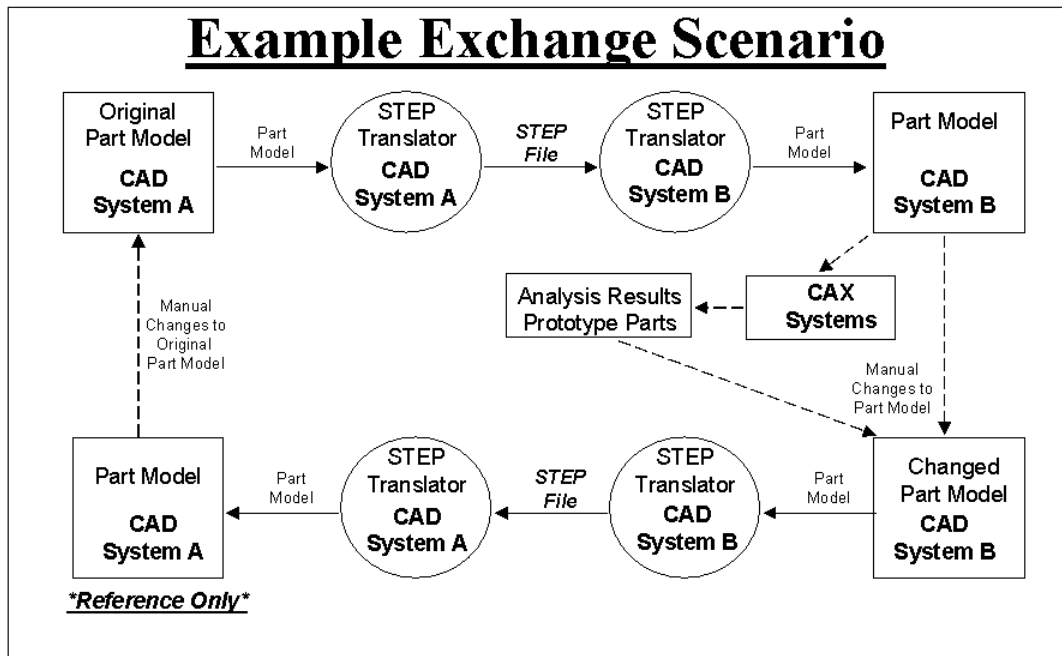 Example Exchange Scenario
Original
Part Model
CAD
System A
Part
Model
STEP
Translator
CAD
System A
STEP
File
STEP
Translator
CAD
System B
Part
Model
Part Model
CAD
System B
Analysis Results
Prototype Parts
CAX
Systems
Manual
Changes to
Original
Part Model
Manual
Changes to
Part Model
Part Model
CAD
System A
*Reference Only*
Part
Model
STEP
Translator
CAD
System A
STEP
File
STEP
Translator
CAD
System B
Part
Model
Changed
Part Model
CAD
System B